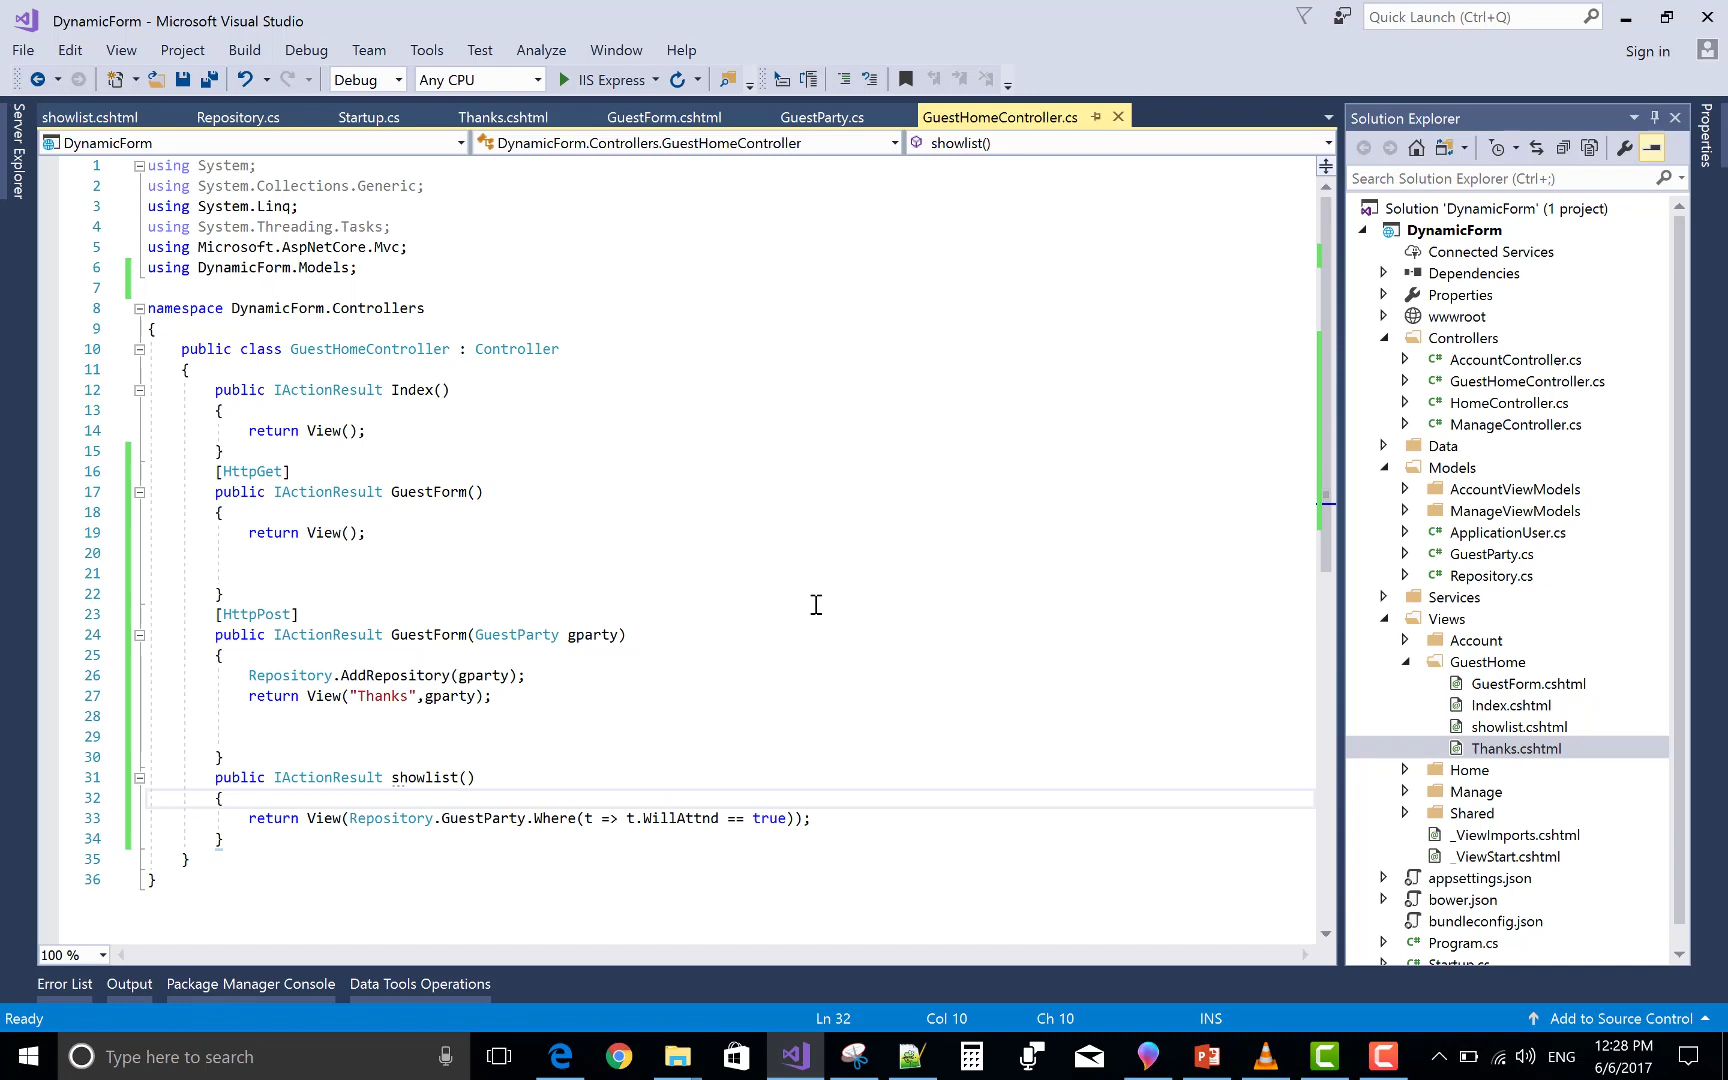 DynamicForm - Microsoft Visual Studio
Quick Launch (Ctrl+Q)
File Edit View Project Build Debug Team Tools Test Analyze Window Help
Sign in
Debug Any CPU IIS Express
Server Explorer
showlist.cshtml Repository.cs Startup.cs Thanks.cshtml GuestForm.cshtml GuestParty.cs GuestHomeController.cs
DynamicForm DynamicForm.Controllers.GuestHomeController showlist()
1 using System;
2 using System.Collections.Generic;
3 using System.Linq;
4 using System.Threading.Tasks;
5 using Microsoft.AspNetCore.Mvc;
6 using DynamicForm.Models;
7
8 namespace DynamicForm.Controllers
9 {
10 public class GuestHomeController : Controller
11 {
12 public IActionResult Index()
13 {
14 return View();
15 }
16 [HttpGet]
17 public IActionResult GuestForm()
18 {
19 return View();
20
21
22 }
23 [HttpPost]
24 public IActionResult GuestForm(GuestParty gparty)
25 {
26 Repository.AddRepository(gparty);
27 return View("Thanks",gparty);
28
29
30 }
31 public IActionResult showlist()
32 {
33 return View(Repository.GuestParty.Where(t => t.WillAttnd == true));
34 }
35 }
36 }
100 %
Solution Explorer
Search Solution Explorer (Ctrl+;)
Solution 'DynamicForm' (1 project)
DynamicForm
Connected Services
Dependencies
Properties
wwwroot
Controllers
C# AccountController.cs
C# GuestHomeController.cs
C# HomeController.cs
C# ManageController.cs
Data
Models
AccountViewModels
ManageViewModels
C# ApplicationUser.cs
C# GuestParty.cs
C# Repository.cs
Services
Views
Account
GuestHome
GuestForm.cshtml
Index.cshtml
showlist.cshtml
Thanks.cshtml
Home
Manage
Shared
_ViewImports.cshtml
_ViewStart.cshtml
appsettings.json
bower.json
bundleconfig.json
C# Program.cs
C# Startup.cs
Properties
Error List Output Package Manager Console Data Tools Operations
Ready Ln 32 Col 10 Ch 10 INS Add to Source Control
Type here to search
ENG
12:28 PM
6/6/2017